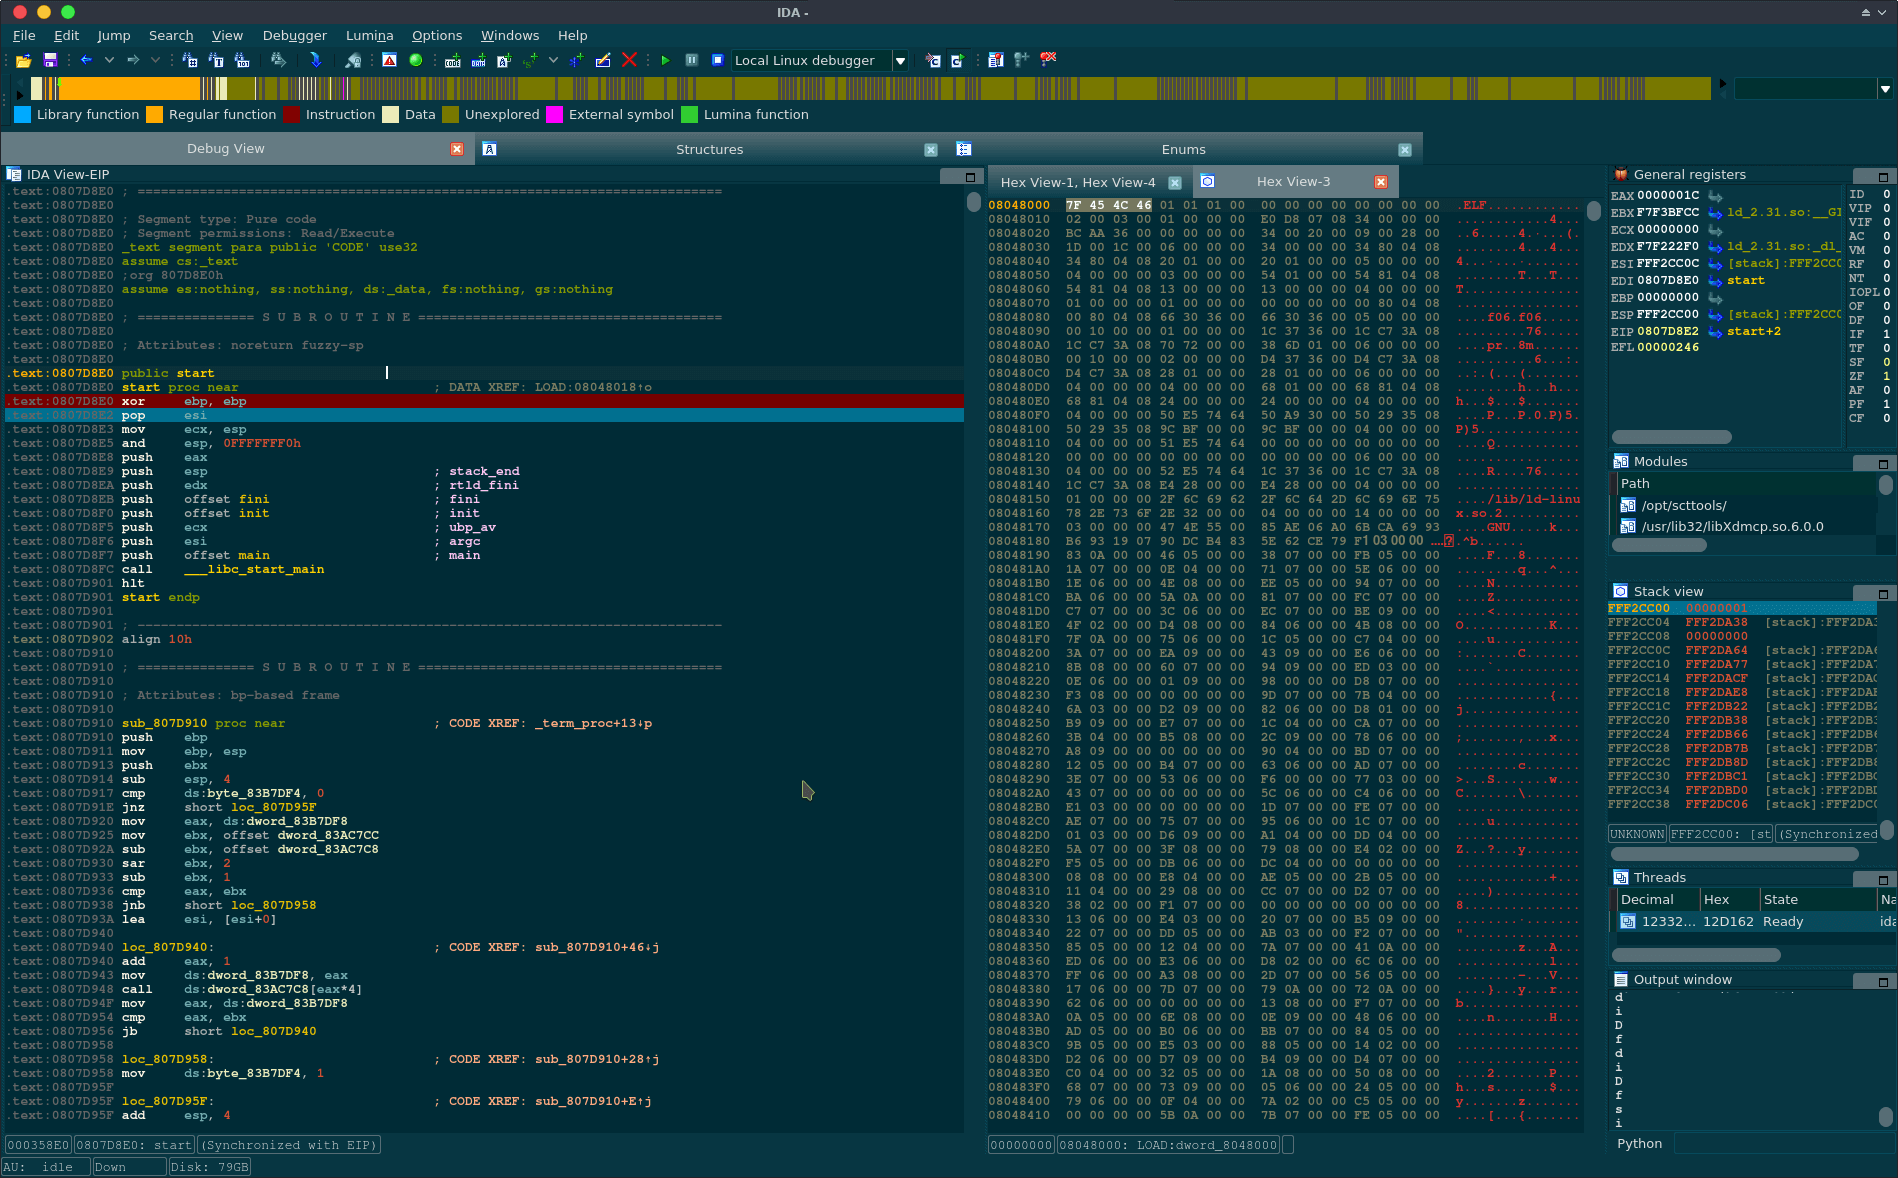 IDA -
File Edit Jump Search View Debugger Lumina Options Windows Help
Local Linux debugger
Library function Regular function Instruction Data Unexplored External symbol Lumina function
Debug View Structures Enums
IDA View-EIP
.text:0807D8E0 ; ===========================================================================
.text:0807D8E0
.text:0807D8E0 ; Segment type: Pure code
.text:0807D8E0 ; Segment permissions: Read/Execute
.text:0807D8E0 _text segment para public 'CODE' use32
.text:0807D8E0 assume cs:_text
.text:0807D8E0 ;org 807D8E0h
.text:0807D8E0 assume es:nothing, ss:nothing, ds:_data, fs:nothing, gs:nothing
.text:0807D8E0
.text:0807D8E0 ; =============== S U B R O U T I N E =======================================
.text:0807D8E0
.text:0807D8E0 ; Attributes: noreturn fuzzy-sp
.text:0807D8E0
.text:0807D8E0 public start
.text:0807D8E0 start proc near ; DATA XREF: LOAD:08048018↑o
.text:0807D8E0 xor ebp, ebp
.text:0807D8E2 pop esi
.text:0807D8E3 mov ecx, esp
.text:0807D8E5 and esp, 0FFFFFFF0h
.text:0807D8E8 push eax
.text:0807D8E9 push esp ; stack_end
.text:0807D8EA push edx ; rtld_fini
.text:0807D8EB push offset fini ; fini
.text:0807D8F0 push offset init ; init
.text:0807D8F5 push ecx ; ubp_av
.text:0807D8F6 push esi ; argc
.text:0807D8F7 push offset main ; main
.text:0807D8FC call ___libc_start_main
.text:0807D901 hlt
.text:0807D901 start endp
.text:0807D901
.text:0807D901 ; ---------------------------------------------------------------------------
.text:0807D902 align 10h
.text:0807D910
.text:0807D910 ; =============== S U B R O U T I N E =======================================
.text:0807D910
.text:0807D910 ; Attributes: bp-based frame
.text:0807D910
.text:0807D910 sub_807D910 proc near ; CODE XREF: _term_proc+13↓p
.text:0807D910 push ebp
.text:0807D911 mov ebp, esp
.text:0807D913 push ebx
.text:0807D914 sub esp, 4
.text:0807D917 cmp ds:byte_83B7DF4, 0
.text:0807D91E jnz short loc_807D95F
.text:0807D920 mov eax, ds:dword_83B7DF8
.text:0807D925 mov ebx, offset dword_83AC7CC
.text:0807D92A sub ebx, offset dword_83AC7C8
.text:0807D930 sar ebx, 2
.text:0807D933 sub ebx, 1
.text:0807D936 cmp eax, ebx
.text:0807D938 jnb short loc_807D958
.text:0807D93A lea esi, [esi+0]
.text:0807D940
.text:0807D940 loc_807D940: ; CODE XREF: sub_807D910+46↓j
.text:0807D940 add eax, 1
.text:0807D943 mov ds:dword_83B7DF8, eax
.text:0807D948 call ds:dword_83AC7C8[eax*4]
.text:0807D94F mov eax, ds:dword_83B7DF8
.text:0807D954 cmp eax, ebx
.text:0807D956 jb short loc_807D940
.text:0807D958
.text:0807D958 loc_807D958: ; CODE XREF: sub_807D910+28↑j
.text:0807D958 mov ds:byte_83B7DF4, 1
.text:0807D95F
.text:0807D95F loc_807D95F: ; CODE XREF: sub_807D910+E↑j
.text:0807D95F add esp, 4
000358E0 0807D8E0: start (Synchronized with EIP)
AU: idle Down Disk: 79GB
Hex View-1, Hex View-4 Hex View-3
08048000 7F 45 4C 46 01 01 01 00 00 00 00 00 00 00 00 00 .ELF............
08048010 02 00 03 00 01 00 00 00 E0 D8 07 08 34 00 00 00
08048020 BC AA 36 00 00 00 00 00 34 00 20 00 09 00 28 00
08048030 1D 00 1C 00 06 00 00 00 34 00 00 00 34 80 04 08
08048040 34 80 04 08 20 01 00 00 20 01 00 00 05 00 00 00
08048050 04 00 00 00 03 00 00 00 54 01 00 00 54 81 04 08
08048060 54 81 04 08 13 00 00 00 13 00 00 00 04 00 00 00
08048070 01 00 00 00 01 00 00 00 00 00 00 00 00 80 04 08
08048080 00 80 04 08 66 30 36 00 66 30 36 00 05 00 00 00
08048090 00 10 00 00 01 00 00 00 1C 37 36 00 1C C7 3A 08
080480A0 1C C7 3A 08 70 72 00 00 38 6D 01 00 06 00 00 00
080480B0 00 10 00 00 02 00 00 00 D4 37 36 00 D4 C7 3A 08
080480C0 D4 C7 3A 08 28 01 00 00 28 01 00 00 06 00 00 00
080480D0 04 00 00 00 04 00 00 00 68 01 00 00 68 81 04 08
080480E0 68 81 04 08 24 00 00 00 24 00 00 00 04 00 00 00
080480F0 04 00 00 00 50 E5 74 64 50 A9 30 00 50 29 35 08
08048100 50 29 35 08 9C BF 00 00 9C BF 00 00 04 00 00 00
08048110 04 00 00 00 51 E5 74 64 00 00 00 00 00 00 00 00
08048120 00 00 00 00 00 00 00 00 00 00 00 00 06 00 00 00
08048130 04 00 00 00 52 E5 74 64 1C 37 36 00 1C C7 3A 08
08048140 1C C7 3A 08 E4 28 00 00 E4 28 00 00 04 00 00 00
08048150 01 00 00 00 2F 6C 69 62 2F 6C 64 2D 6C 69 6E 75 ..../lib/ld-linu
08048160 78 2E 73 6F 2E 32 00 00 04 00 00 00 14 00 00 00 x.so.2..........
08048170 03 00 00 00 47 4E 55 00 85 AE 06 A0 6B CA 69 93
08048180 B6 93 19 07 90 DC B4 83 5E 62 CE 79 F1 03 00 00
08048190 83 0A 00 00 46 05 00 00 38 07 00 00 FB 05 00 00
080481A0 1A 07 00 00 0E 04 00 00 71 07 00 00 5E 06 00 00
080481B0 1E 06 00 00 4E 08 00 00 EE 05 00 00 94 07 00 00
080481C0 BA 06 00 00 5A 0A 00 00 81 07 00 00 FC 07 00 00
080481D0 C7 07 00 00 3C 06 00 00 EC 07 00 00 BE 09 00 00
080481E0 4F 02 00 00 D4 08 00 00 84 06 00 00 4B 08 00 00
080481F0 7F 0A 00 00 75 06 00 00 1C 05 00 00 C7 04 00 00
08048200 3A 07 00 00 EA 09 00 00 43 09 00 00 E6 06 00 00
08048210 8B 08 00 00 60 07 00 00 94 09 00 00 ED 03 00 00
08048220 0E 06 00 00 01 09 00 00 98 00 00 00 D8 07 00 00
08048230 F3 08 00 00 00 00 00 00 9D 07 00 00 7B 04 00 00
08048240 6A 03 00 00 D2 09 00 00 82 06 00 00 D8 01 00 00
08048250 B9 09 00 00 E7 07 00 00 1C 04 00 00 CA 07 00 00
08048260 3B 04 00 00 B5 08 00 00 2C 09 00 00 78 06 00 00
08048270 A8 09 00 00 00 00 00 00 90 04 00 00 BD 07 00 00
08048280 12 05 00 00 B4 07 00 00 63 06 00 00 AD 07 00 00
08048290 3E 07 00 00 53 06 00 00 F6 00 00 00 77 03 00 00
080482A0 43 07 00 00 00 00 00 00 5C 06 00 00 C4 06 00 00
080482B0 E1 03 00 00 00 00 00 00 1D 07 00 00 FE 07 00 00
080482C0 AE 07 00 00 75 07 00 00 95 06 00 00 1C 07 00 00
080482D0 01 03 00 00 D6 09 00 00 A1 04 00 00 DD 04 00 00
080482E0 5A 07 00 00 3F 08 00 00 79 08 00 00 E4 02 00 00
080482F0 F5 05 00 00 DB 06 00 00 DC 04 00 00 00 00 00 00
08048300 08 08 00 00 E8 04 00 00 AE 05 00 00 2B 05 00 00
08048310 11 04 00 00 29 08 00 00 CC 07 00 00 D2 07 00 00
08048320 38 02 00 00 F1 07 00 00 00 00 00 00 00 00 00 00
08048330 13 06 00 00 E4 03 00 00 20 07 00 00 B5 09 00 00
08048340 22 07 00 00 DD 05 00 00 AB 03 00 00 F2 07 00 00
08048350 85 05 00 00 12 04 00 00 7A 07 00 00 41 0A 00 00
08048360 ED 06 00 00 E3 06 00 00 D8 02 00 00 6C 06 00 00
08048370 FF 06 00 00 A3 08 00 00 2D 07 00 00 56 05 00 00
08048380 17 06 00 00 7D 07 00 00 79 0A 00 00 72 0A 00 00
08048390 62 06 00 00 00 00 00 00 13 08 00 00 F7 07 00 00
080483A0 0A 05 00 00 6E 08 00 00 0E 09 00 00 48 06 00 00
080483B0 AD 05 00 00 B0 06 00 00 BB 07 00 00 84 05 00 00
080483C0 9B 05 00 00 E5 03 00 00 88 05 00 00 14 02 00 00
080483D0 D2 06 00 00 D7 09 00 00 B4 09 00 00 D4 07 00 00
080483E0 C0 04 00 00 32 05 00 00 1A 08 00 00 50 08 00 00
080483F0 68 07 00 00 73 09 00 00 05 06 00 00 24 05 00 00
08048400 79 06 00 00 0F 04 00 00 7A 02 00 00 C5 05 00 00
08048410 00 00 00 00 5B 0A 00 00 7B 07 00 00 FE 05 00 00
00000000 08048000: LOAD:dword_8048000
General registers
EAX 0000001C
EBX F7F3BFCC ld_2.31.so:__GI
ECX 00000000
EDX F7F222F0 ld_2.31.so:_dl_
ESI FFF2CC0C [stack]:FFF2CC0
EDI 0807D8E0 start
EBP 00000000
ESP FFF2CC00 [stack]:FFF2CC0
EIP 0807D8E2 start+2
EFL 00000246
ID 0
VIP 0
VIF 0
AC 0
VM 0
RF 0
NT 0
IOPL 0
OF 0
DF 0
IF 1
TF 0
SF 0
ZF 1
AF 0
PF 1
CF 0
Modules
Path
/opt/scttools/
/usr/lib32/libXdmcp.so.6.0.0
Stack view
FFF2CC00 00000001
FFF2CC04 FFF2DA38 [stack]:FFF2DA3
FFF2CC08 00000000
FFF2CC0C FFF2DA64 [stack]:FFF2DA6
FFF2CC10 FFF2DA77 [stack]:FFF2DA7
FFF2CC14 FFF2DACF [stack]:FFF2DAC
FFF2CC18 FFF2DAE8 [stack]:FFF2DAE
FFF2CC1C FFF2DB22 [stack]:FFF2DB2
FFF2CC20 FFF2DB38 [stack]:FFF2DB3
FFF2CC24 FFF2DB66 [stack]:FFF2DB6
FFF2CC28 FFF2DB7B [stack]:FFF2DB7
FFF2CC2C FFF2DB8D [stack]:FFF2DB8
FFF2CC30 FFF2DBC1 [stack]:FFF2DBC
FFF2CC34 FFF2DBD0 [stack]:FFF2DBD
FFF2CC38 FFF2DC06 [stack]:FFF2DC0
UNKNOWN FFF2CC00: [st (Synchronized
Threads
Decimal Hex State Na
12332... 12D162 Ready ida
Output window
d
i
D
f
d
i
D
f
s
i
Python